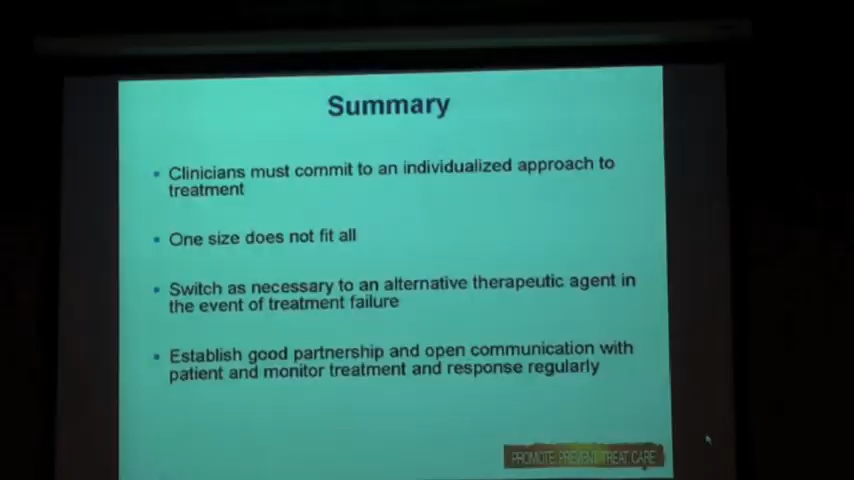 Summary
Clinicians must commit to an individualized approach to
treatment
One size does not fit all
Switch as necessary to an alternative therapeutic agent in
the event of treatment failure
Establish good partnership and open communication with
patient and monitor treatment and response regularly
PROMOTE PREVENT TREAT CARE